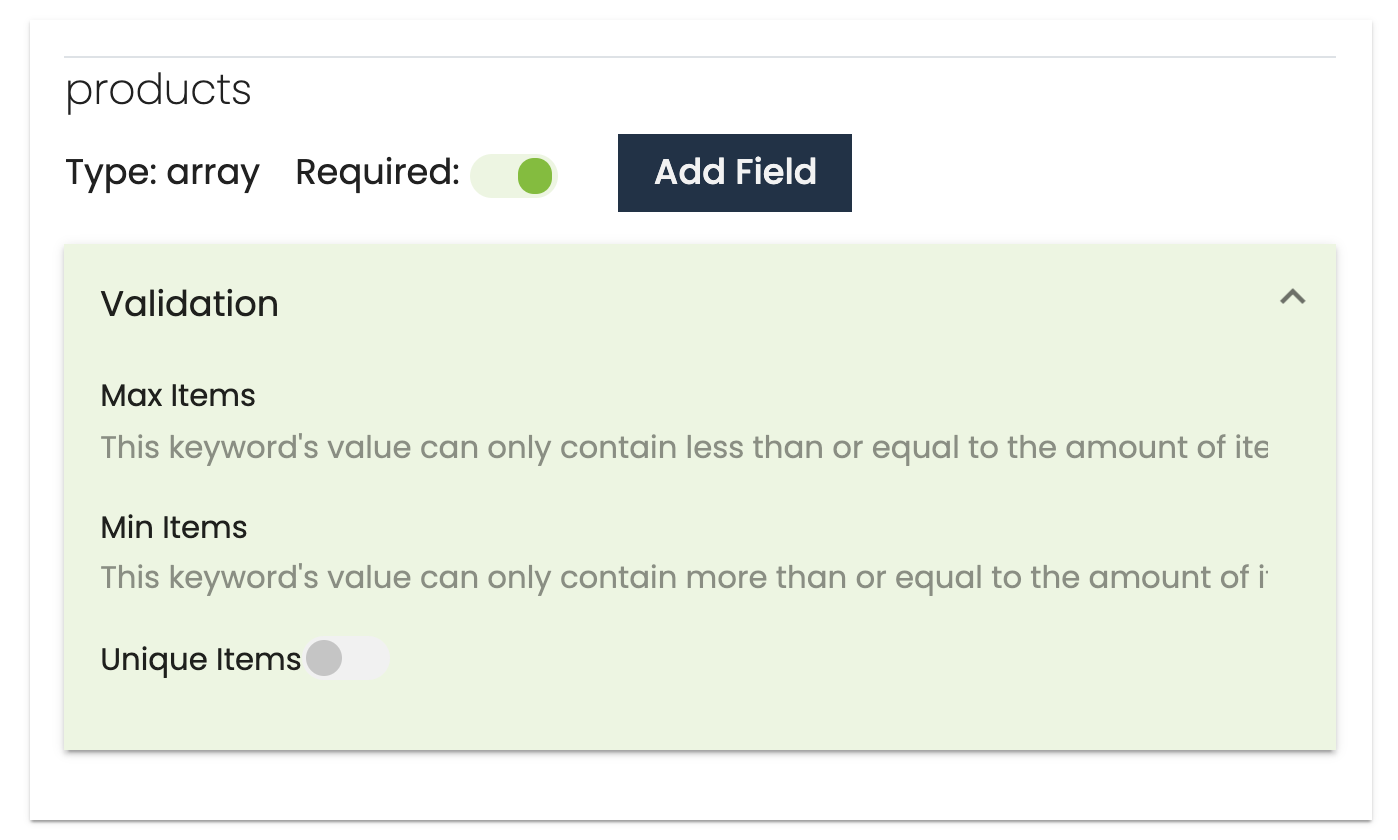 products
Type: array Required: Add Field
Validation
Max Items
This keyword's value can only contain less than or equal to the amount of ite
Min Items
This keyword's value can only contain more than or equal to the amount of
Unique Items